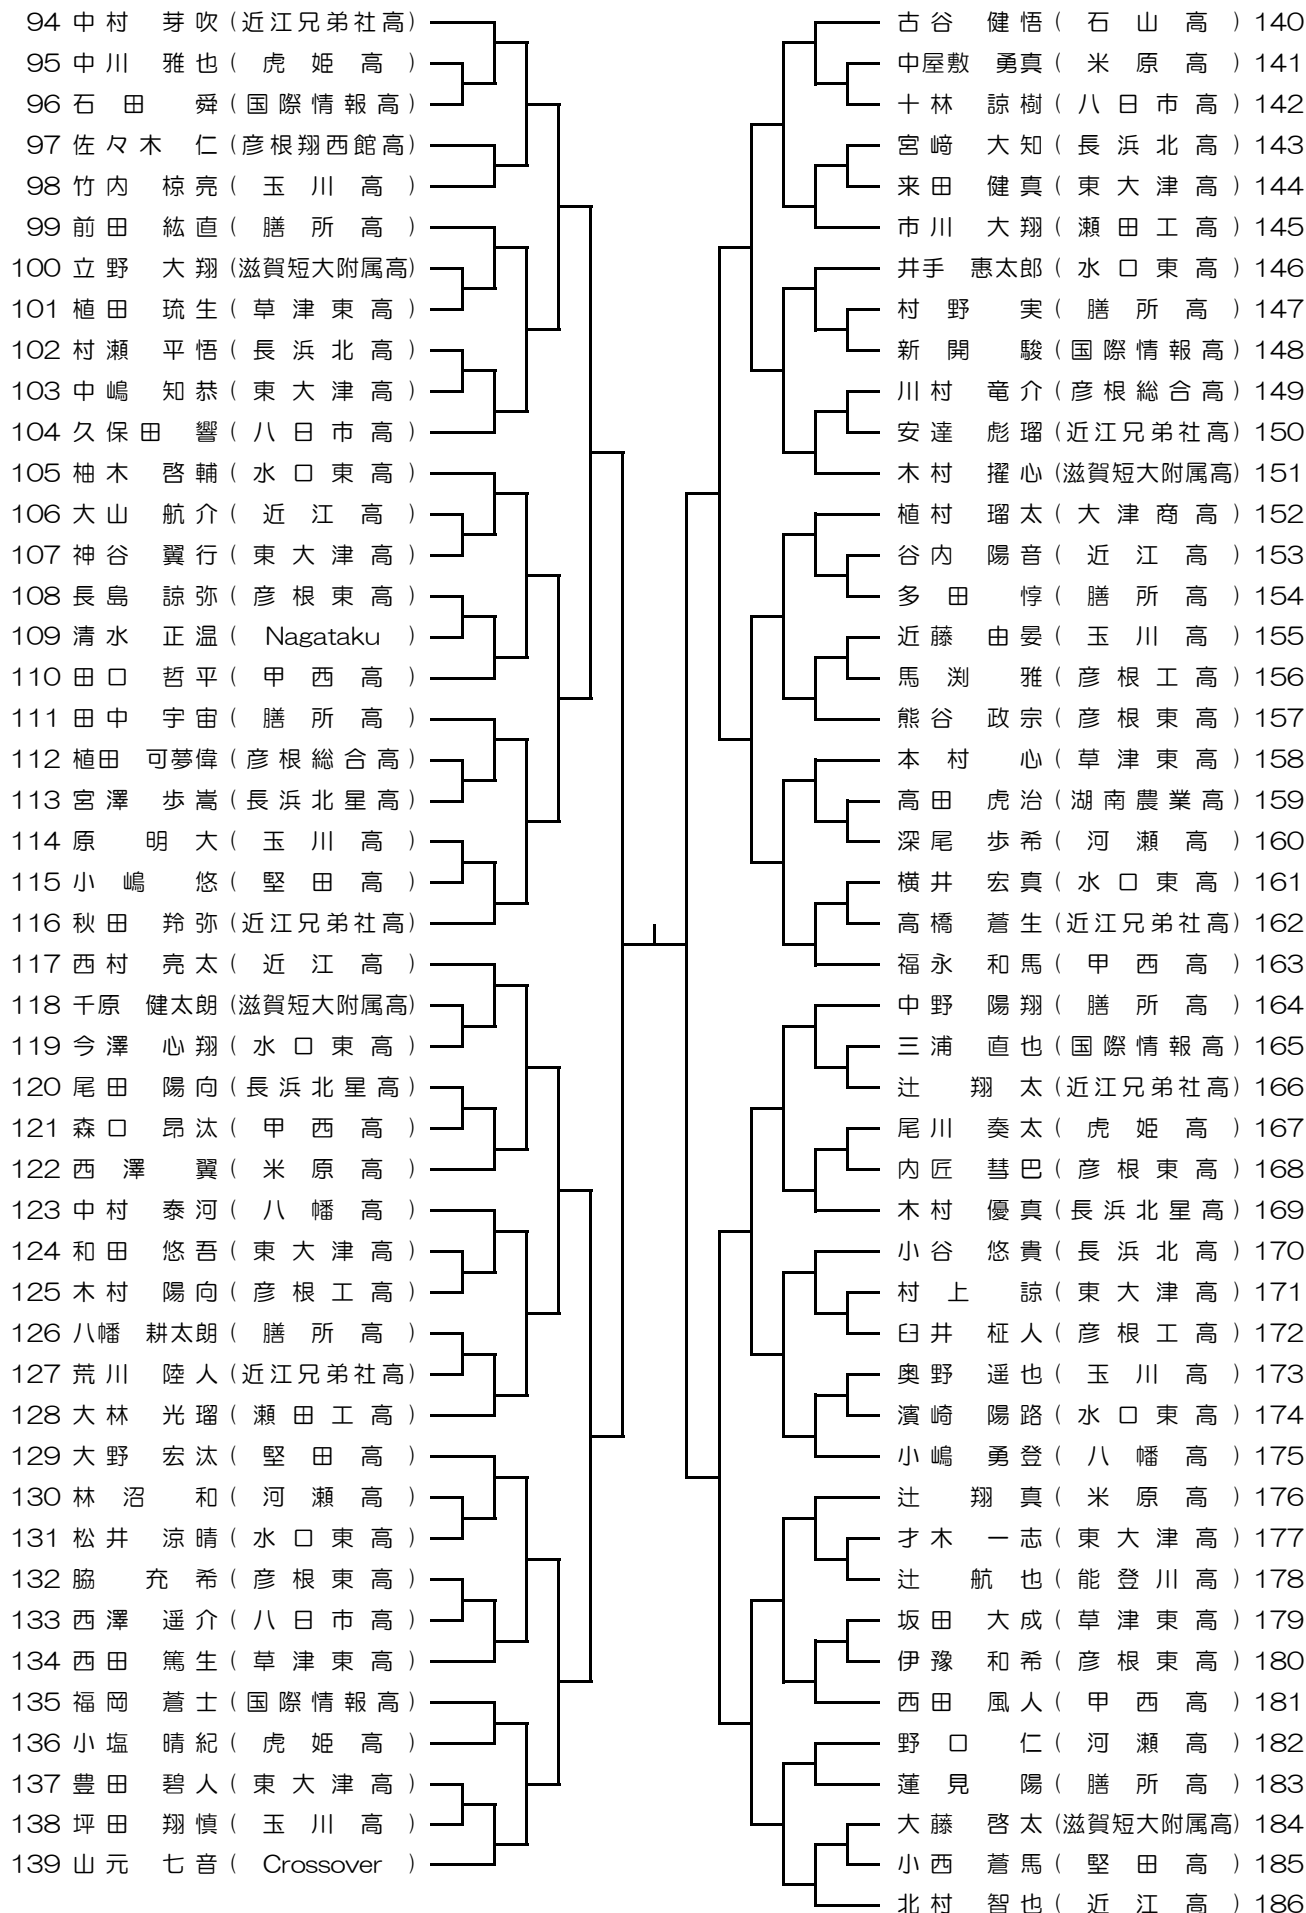 94 中村 芽吹 (近江兄弟社高)
95 中川 雅也 (虎姫高)
96 石田 舜 (国際情報高)
97 佐々木 仁 (彦根翔西館高)
98 竹内 椋亮 (玉川高)
99 前田 紘直 (膳所高)
100 立野 大翔 (滋賀短大附属高)
101 植田 琉生 (草津東高)
102 村瀬 平悟 (長浜北高)
103 中嶋 知恭 (東大津高)
104 久保田 響 (八日市高)
105 柚木 啓輔 (水口東高)
106 大山 航介 (近江高)
107 神谷 翼行 (東大津高)
108 長島 諒弥 (彦根東高)
109 清水 正温 (Nagataku)
110 田口 哲平 (甲西高)
111 田中 宇宙 (膳所高)
112 植田 可夢偉 (彦根総合高)
113 宮澤 歩嵩 (長浜北星高)
114 原 明大 (玉川高)
115 小嶋 悠 (堅田高)
116 秋田 羚弥 (近江兄弟社高)
117 西村 亮太 (近江高)
118 千原 健太朗 (滋賀短大附属高)
119 今澤 心翔 (水口東高)
120 尾田 陽向 (長浜北星高)
121 森口 昂汰 (甲西高)
122 西澤 翼 (米原高)
123 中村 泰河 (八幡高)
124 和田 悠吾 (東大津高)
125 木村 陽向 (彦根工高)
126 八幡 耕太朗 (膳所高)
127 荒川 陸人 (近江兄弟社高)
128 大林 光瑠 (瀬田工高)
129 大野 宏汰 (堅田高)
130 林沼 和 (河瀬高)
131 松井 涼晴 (水口東高)
132 脇 充希 (彦根東高)
133 西澤 遥介 (八日市高)
134 西田 篤生 (草津東高)
135 福岡 蒼士 (国際情報高)
136 小塩 晴紀 (虎姫高)
137 豊田 碧人 (東大津高)
138 坪田 翔慎 (玉川高)
139 山元 七音 (Crossover)
古谷 健悟 (石山高) 140
中屋敷 勇真 (米原高) 141
十林 諒樹 (八日市高) 142
宮﨑 大知 (長浜北高) 143
来田 健真 (東大津高) 144
市川 大翔 (瀬田工高) 145
井手 惠太郎 (水口東高) 146
村野 実 (膳所高) 147
新開 駿 (国際情報高) 148
川村 竜介 (彦根総合高) 149
安達 彪瑠 (近江兄弟社高) 150
木村 擢心 (滋賀短大附属高) 151
植村 瑠太 (大津商高) 152
谷内 陽音 (近江高) 153
多田 惇 (膳所高) 154
近藤 由晏 (玉川高) 155
馬渕 雅 (彦根工高) 156
熊谷 政宗 (彦根東高) 157
本村 心 (草津東高) 158
高田 虎治 (湖南農業高) 159
深尾 歩希 (河瀬高) 160
横井 宏真 (水口東高) 161
高橋 蒼生 (近江兄弟社高) 162
福永 和馬 (甲西高) 163
中野 陽翔 (膳所高) 164
三浦 直也 (国際情報高) 165
辻 翔太 (近江兄弟社高) 166
尾川 奏太 (虎姫高) 167
内匠 彗巴 (彦根東高) 168
木村 優真 (長浜北星高) 169
小谷 悠貴 (長浜北高) 170
村上 諒 (東大津高) 171
臼井 柾人 (彦根工高) 172
奥野 遥也 (玉川高) 173
濱崎 陽路 (水口東高) 174
小嶋 勇登 (八幡高) 175
辻 翔真 (米原高) 176
才木 一志 (東大津高) 177
辻 航也 (能登川高) 178
坂田 大成 (草津東高) 179
伊豫 和希 (彦根東高) 180
西田 風人 (甲西高) 181
野口 仁 (河瀬高) 182
蓮見 陽 (膳所高) 183
大藤 啓太 (滋賀短大附属高) 184
小西 蒼馬 (堅田高) 185
北村 智也 (近江高) 186